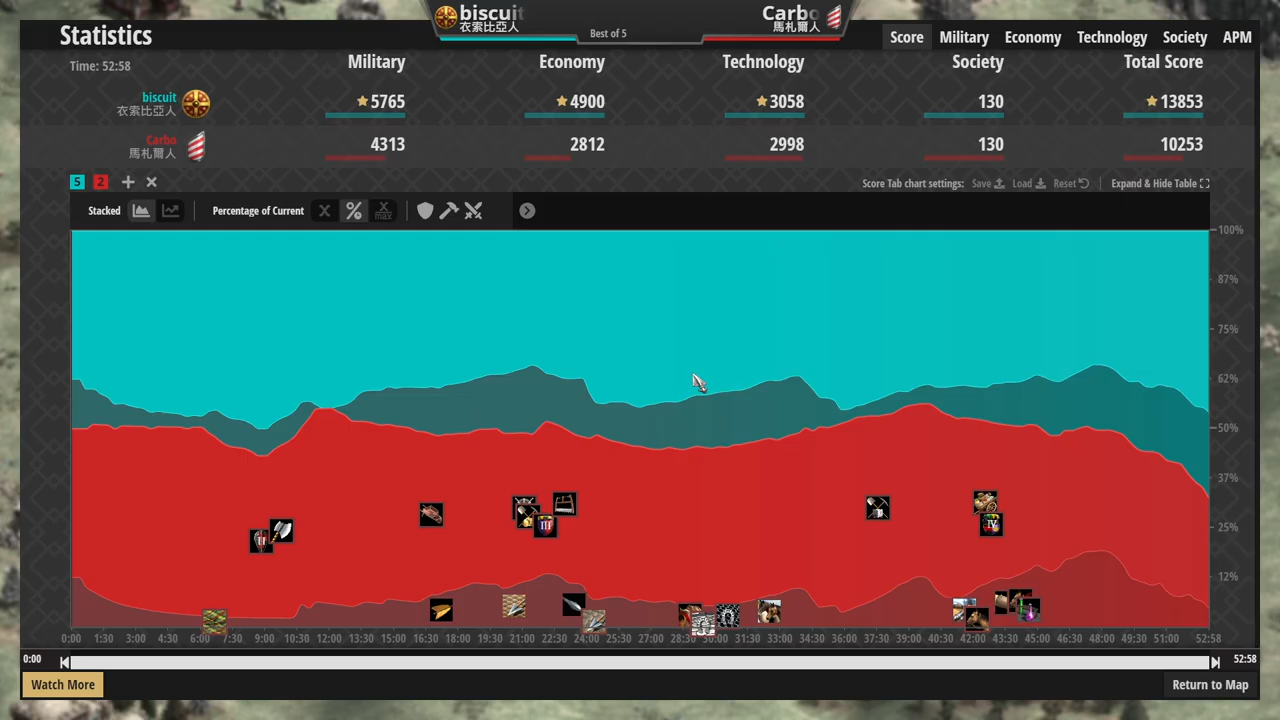 biscuit
衣索比亞人
Best of 5
Carbo
馬札爾人
Statistics
Score Military Economy Technology Society APM
Time: 52:58
Military Economy Technology Society Total Score
biscuit
衣索比亞人
5765 4900 3058 130 13853
Carbo
馬札爾人
4313 2812 2998 130 10253
5 2
Score Tab chart settings: Save Load Reset Expand & Hide Table
Stacked Percentage of Current X % X max
100%
87%
75%
62%
50%
37%
25%
12%
II
III
IV
0:00 1:30 3:00 4:30 6:00 7:30 9:00 10:30 12:00 13:30 15:00 16:30 18:00 19:30 21:00 22:30 24:00 25:30 27:00 28:30 30:00 31:30 33:00 34:30 36:00 37:30 39:00 40:30 42:00 43:30 45:00 46:30 48:00 49:30 51:00 52:58
0:00 52:58
Watch More
Return to Map